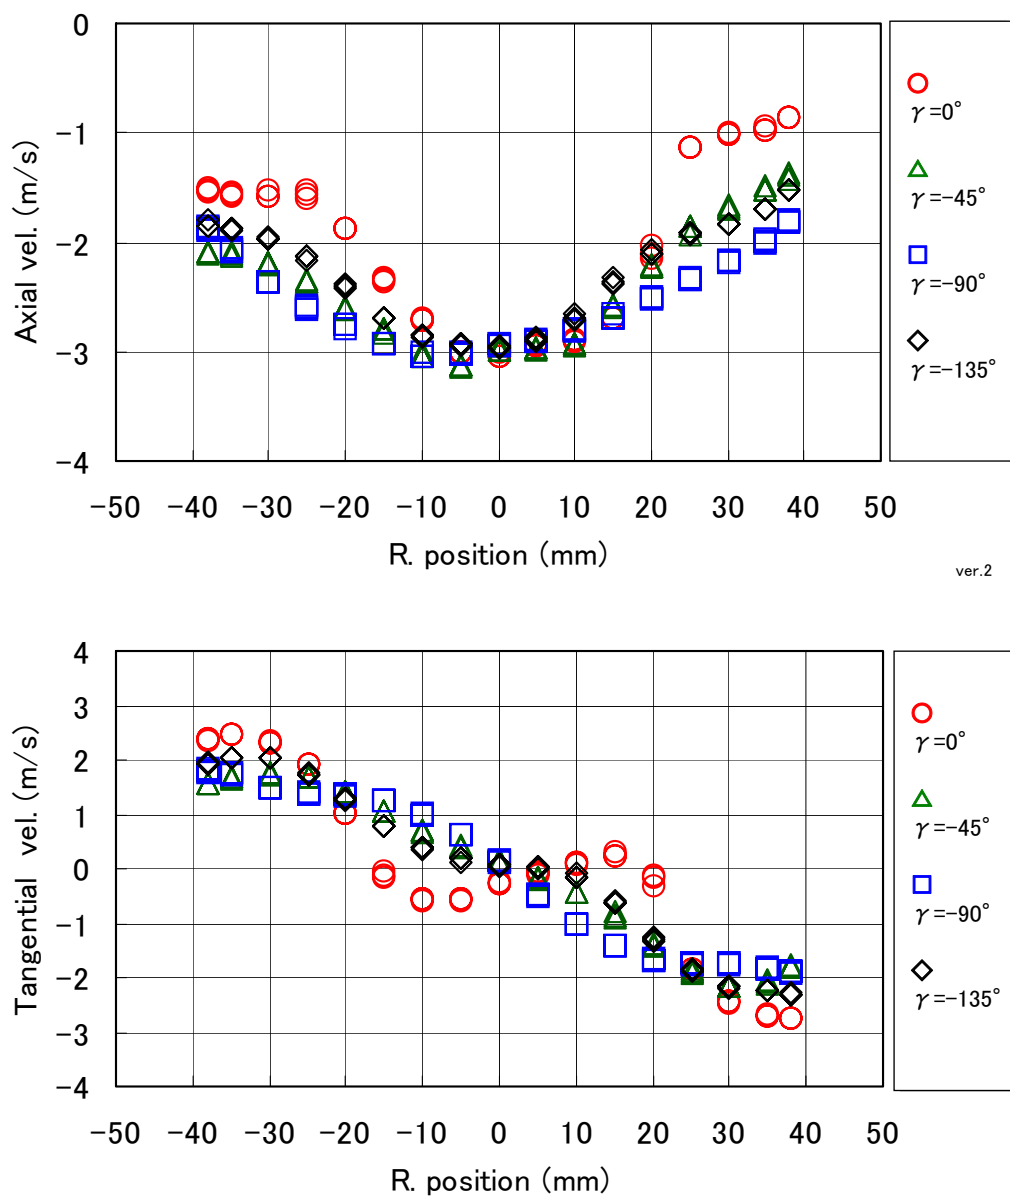 0
−1
−2
−3
−4
Axial vel. (m/s)
−50 −40 −30 −20 −10 0 10 20 30 40 50
R. position (mm)
γ=0°
γ=−45°
γ=−90°
γ=−135°
ver.2
4
3
2
1
0
−1
−2
−3
−4
Tangential vel. (m/s)
−50 −40 −30 −20 −10 0 10 20 30 40 50
R. position (mm)
γ=0°
γ=−45°
γ=−90°
γ=−135°